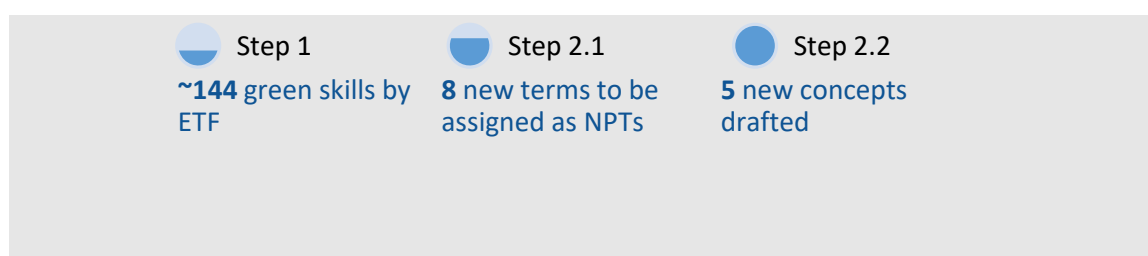 Step 1
~144 green skills by
ETF
Step 2.1
8 new terms to be
assigned as NPTs
Step 2.2
5 new concepts
drafted